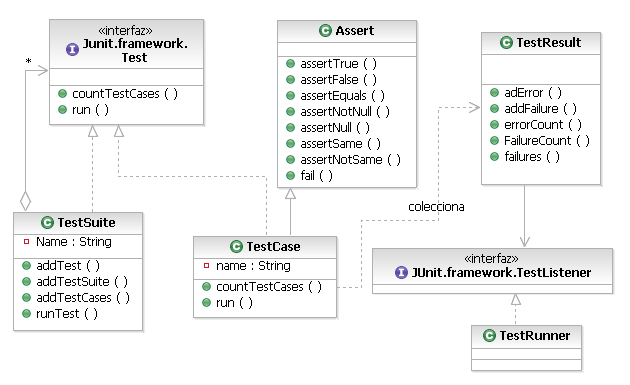 «interfaz»
I Junit.framework.
Test
countTestCases ( )
run ( )
*
C Assert
assertTrue ( )
assertFalse ( )
assertEquals ( )
assertNotNull ( )
assertNull ( )
assertSame ( )
assertNotSame ( )
fail ( )
C TestResult
adError ( )
addFailure ( )
errorCount ( )
FailureCount ( )
failures ( )
colecciona
C TestSuite
Name : String
addTest ( )
addTestSuite ( )
addTestCases ( )
runTest ( )
C TestCase
name : String
countTestCases ( )
run ( )
«interfaz»
I JUnit.framework.TestListener
C TestRunner